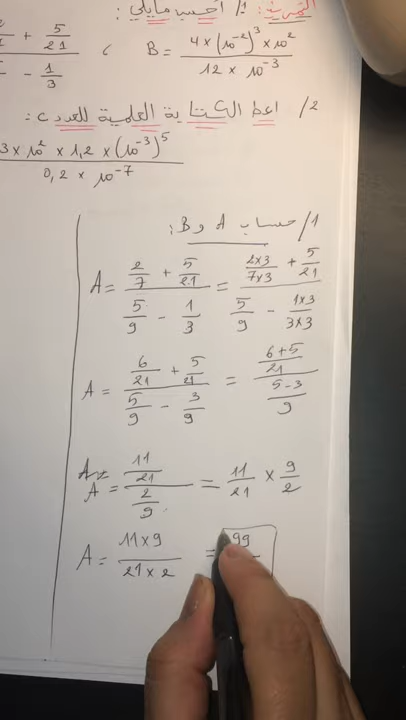 التمرين: 1/ أحسب مايلي:
+ 5/21
- 1/3
B = (4 × (10⁻²)³ × 10²) / (12 × 10⁻³)
2/ اعط الكتابة العلمية للعدد C:
(3 × 10² × 1,2 × (10⁻³)⁵) / (0,2 × 10⁻⁷)
1/ حساب A و B:
A = (2/7 + 5/21) / (5/9 - 1/3) = ((2×3)/(7×3) + 5/21) / (5/9 - (1×3)/(3×3))
A = (6/21 + 5/21) / (5/9 - 3/9) = ((6+5)/21) / ((5-3)/9)
A = (11/21) / (2/9) = 11/21 × 9/2
A = (11×9) / (21×2) = 99